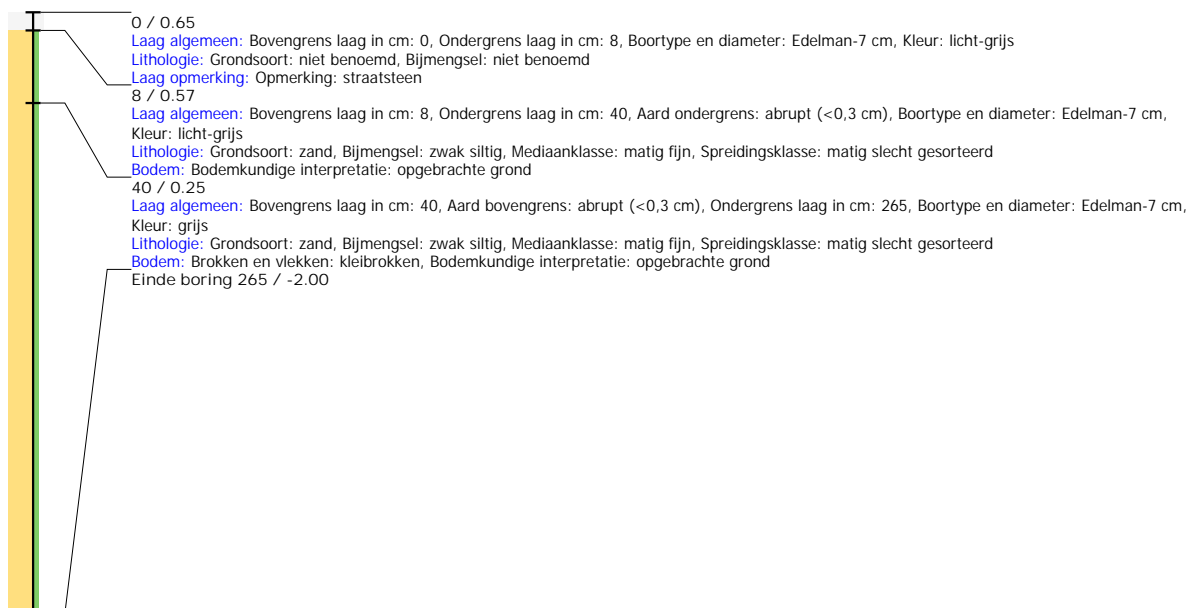 0 / 0.65
Laag algemeen: Bovengrens laag in cm: 0, Ondergrens laag in cm: 8, Boortype en diameter: Edelman-7 cm, Kleur: licht-grijs
Lithologie: Grondsoort: niet benoemd, Bijmengsel: niet benoemd
Laag opmerking: Opmerking: straatsteen
8 / 0.57
Laag algemeen: Bovengrens laag in cm: 8, Ondergrens laag in cm: 40, Aard ondergrens: abrupt (<0,3 cm), Boortype en diameter: Edelman-7 cm,
Kleur: licht-grijs
Lithologie: Grondsoort: zand, Bijmengsel: zwak siltig, Mediaanklasse: matig fijn, Spreidingsklasse: matig slecht gesorteerd
Bodem: Bodemkundige interpretatie: opgebrachte grond
40 / 0.25
Laag algemeen: Bovengrens laag in cm: 40, Aard bovengrens: abrupt (<0,3 cm), Ondergrens laag in cm: 265, Boortype en diameter: Edelman-7 cm,
Kleur: grijs
Lithologie: Grondsoort: zand, Bijmengsel: zwak siltig, Mediaanklasse: matig fijn, Spreidingsklasse: matig slecht gesorteerd
Bodem: Brokken en vlekken: kleibrokken, Bodemkundige interpretatie: opgebrachte grond
Einde boring 265 / -2.00